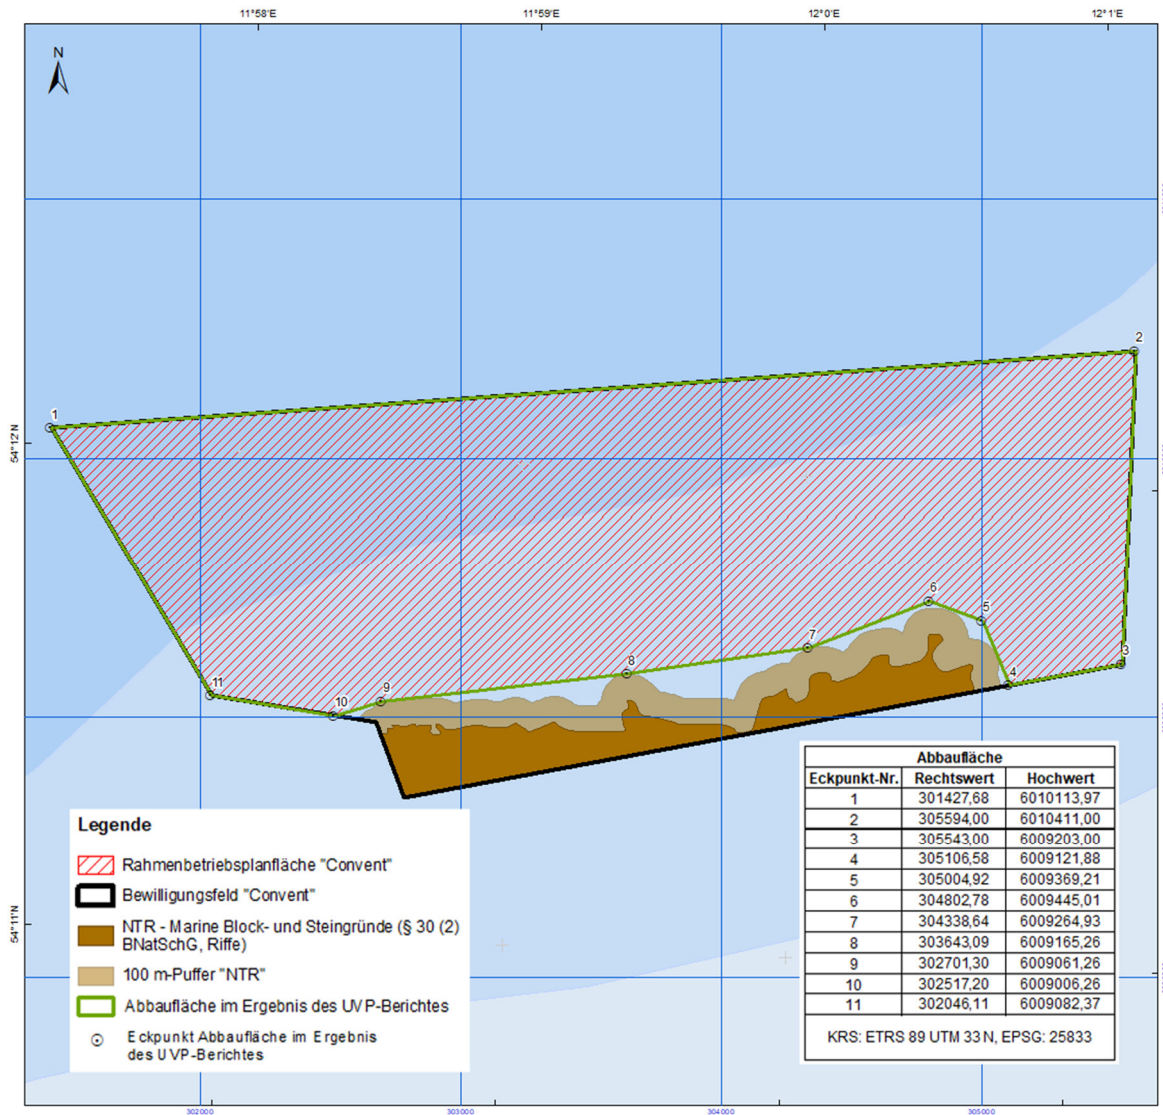 11°58'E 11°59'E 12°0'E 12°1'E
N
2
1
54°12'N
6
5
7
3
8
4
11
9
10
Abbaufläche
Eckpunkt-Nr. Rechtswert Hochwert
1 301427,68 6010113,97
2 305594,00 6010411,00
3 305543,00 6009203,00
4 305106,58 6009121,88
5 305004,92 6009369,21
6 304802,78 6009445,01
7 304338,64 6009264,93
8 303643,09 6009165,26
9 302701,30 6009061,26
10 302517,20 6009006,26
11 302046,11 6009082,37
KRS: ETRS 89 UTM 33 N, EPSG: 25833
Legende
Rahmenbetriebsplanfläche "Convent"
Bewilligungsfeld "Convent"
NTR - Marine Block- und Steingründe (§ 30 (2)
BNatSchG, Riffe)
100 m-Puffer "NTR"
Abbaufläche im Ergebnis des UVP-Berichtes
Eckpunkt Abbaufläche im Ergebnis
des UVP-Berichtes
54°11'N
302000 303000 304000 305000